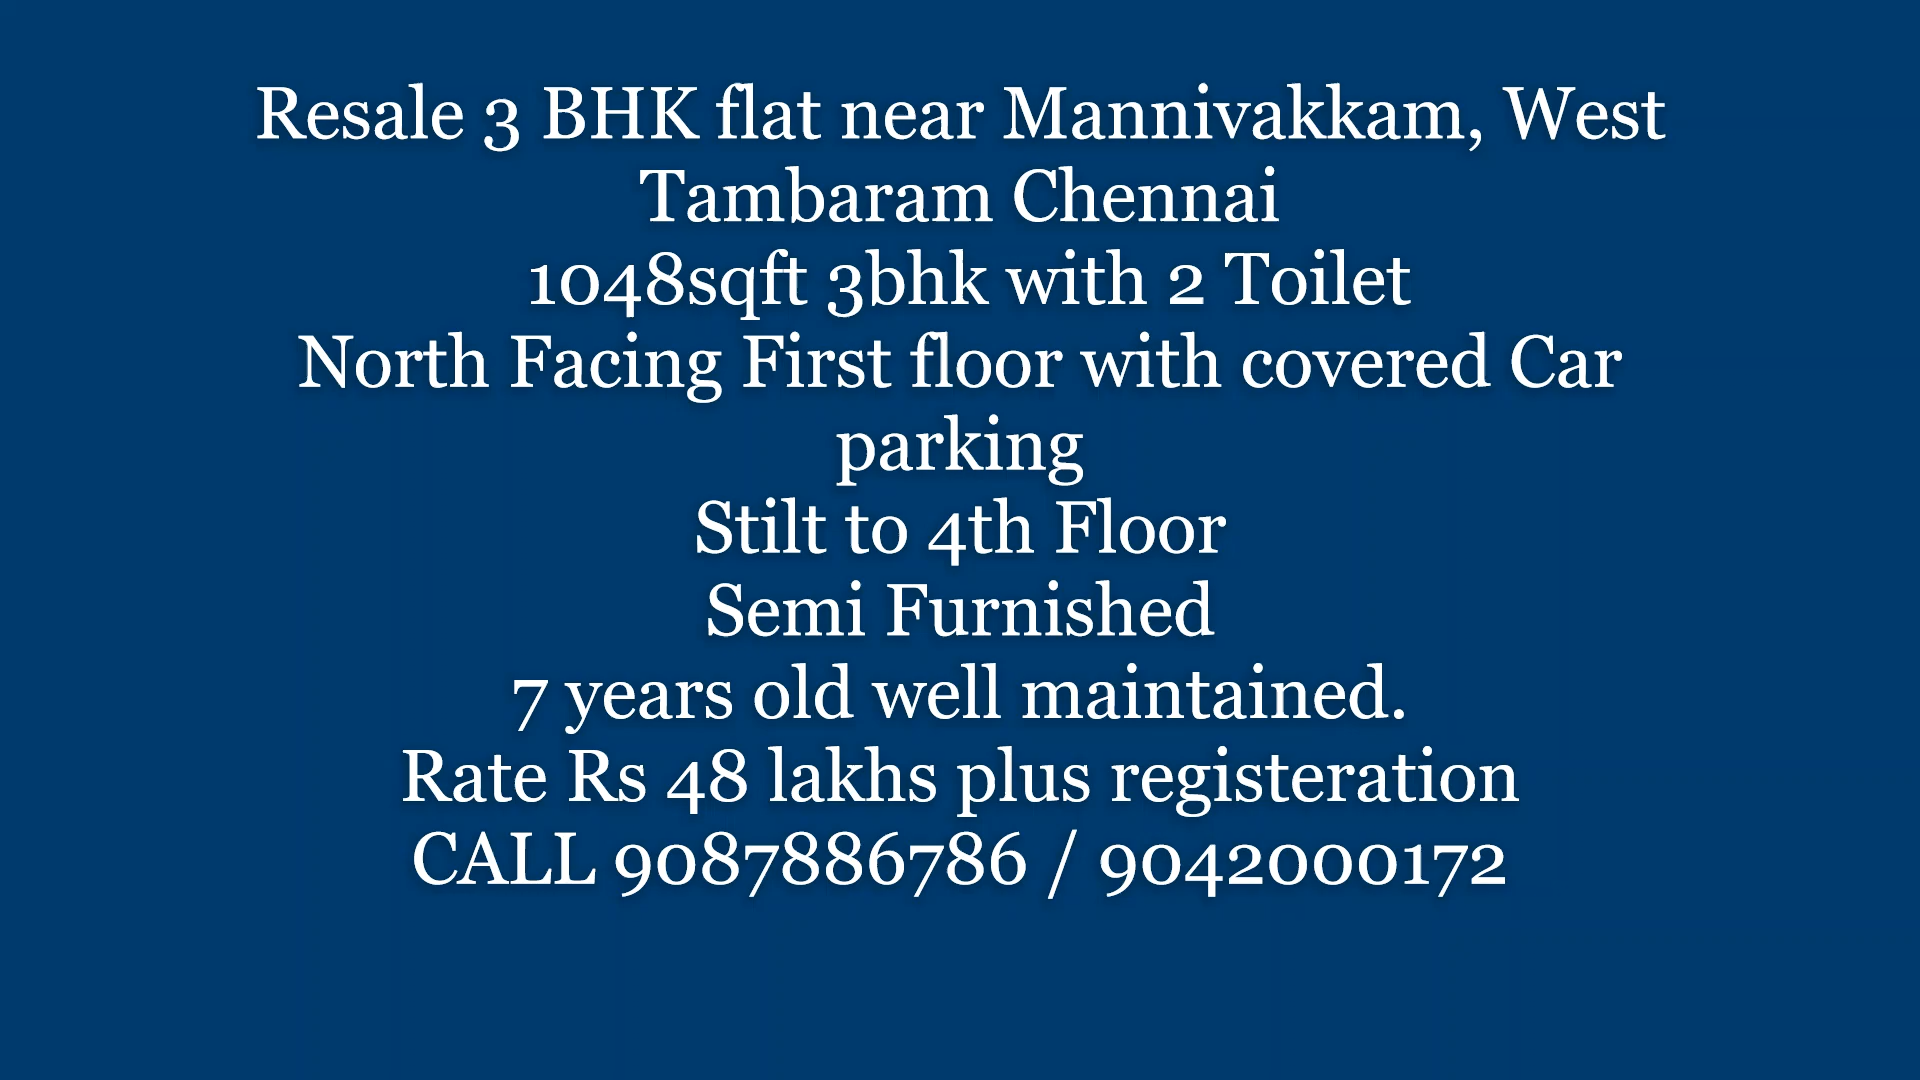 Resale 3 BHK flat near Mannivakkam, West
Tambaram Chennai
1048sqft 3bhk with 2 Toilet
North Facing First floor with covered Car
parking
Stilt to 4th Floor
Semi Furnished
7 years old well maintained.
Rate Rs 48 lakhs plus registeration
CALL 9087886786 / 9042000172